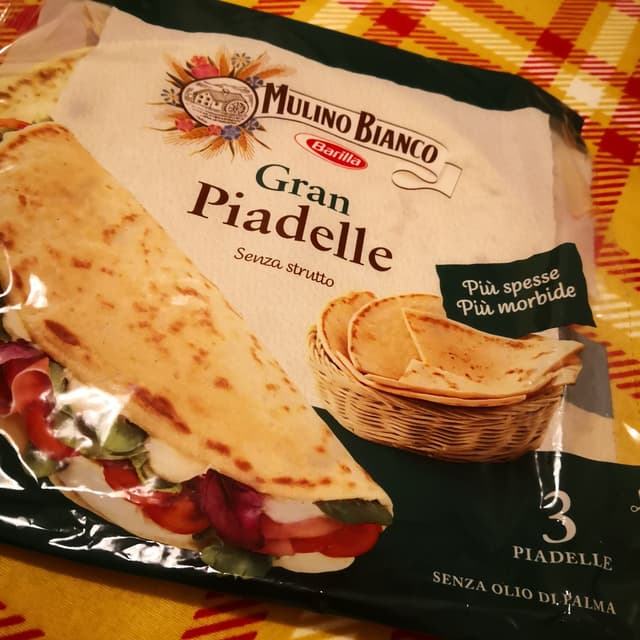 MULINO BIANCO
Barilla
Gran
Piadelle
Senza strutto
Più spesse
Più morbide
3
PIADELLE
SENZA OLIO DI PALMA